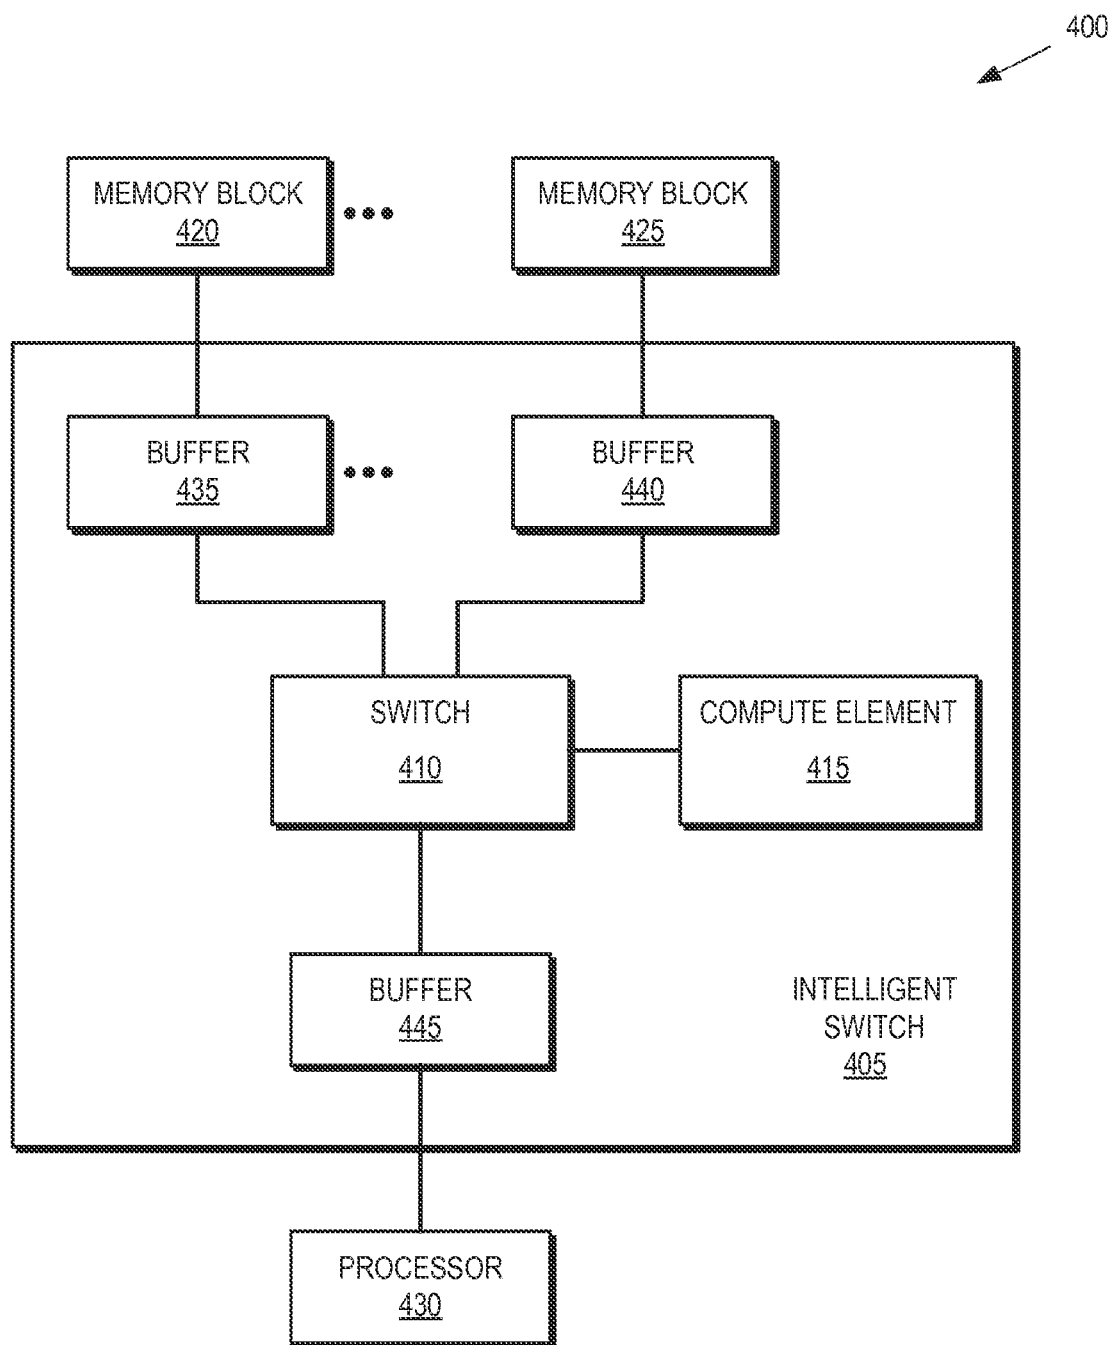 400
MEMORY BLOCK
420
MEMORY BLOCK
425
BUFFER
435
BUFFER
440
SWITCH
410
COMPUTE ELEMENT
415
BUFFER
445
INTELLIGENT
SWITCH
405
PROCESSOR
430